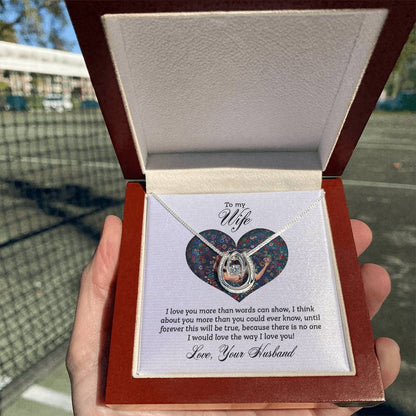 To my
Wife
I love you more than words can show, I think
about you more than you could ever know, until
forever this will be true, because there is no one
I would love the way I love you!
Love, Your Husband